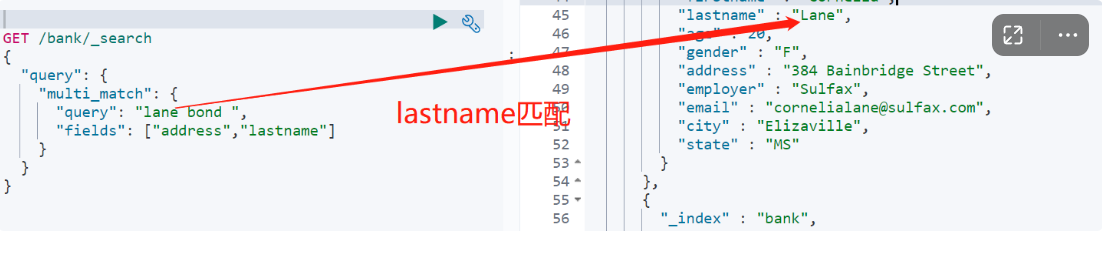 GET /bank/_search
{
  "query": {
    "multi_match": {
      "query": "lane bond ",
      "fields": ["address","lastname"]
    }
  }
}
lastname匹配
45 "lastname" : "Lane",
46 "age" : 20,
47 "gender" : "F",
48 "address" : "384 Bainbridge Street",
49 "employer" : "Sulfax",
50 "email" : "cornelialane@sulfax.com",
51 "city" : "Elizaville",
52 "state" : "MS"
53 }
54 },
55 {
56 "_index" : "bank",